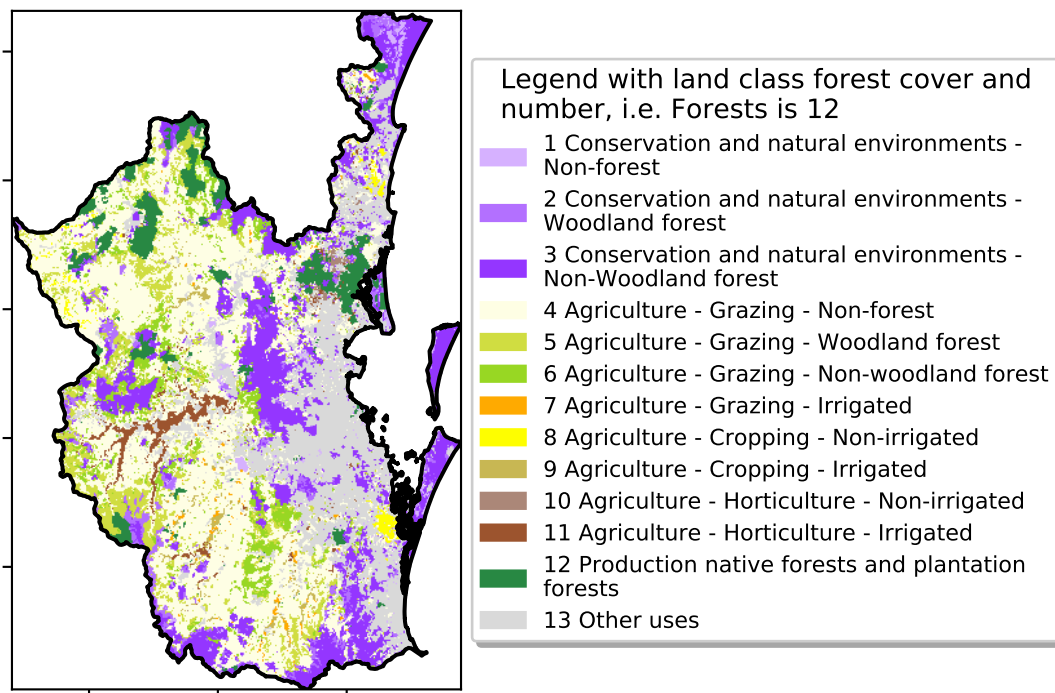 Legend with land class forest cover and
number, i.e. Forests is 12
1 Conservation and natural environments -
Non-forest
2 Conservation and natural environments -
Woodland forest
3 Conservation and natural environments -
Non-Woodland forest
4 Agriculture - Grazing - Non-forest
5 Agriculture - Grazing - Woodland forest
6 Agriculture - Grazing - Non-woodland forest
7 Agriculture - Grazing - Irrigated
8 Agriculture - Cropping - Non-irrigated
9 Agriculture - Cropping - Irrigated
10 Agriculture - Horticulture - Non-irrigated
11 Agriculture - Horticulture - Irrigated
12 Production native forests and plantation
forests
13 Other uses